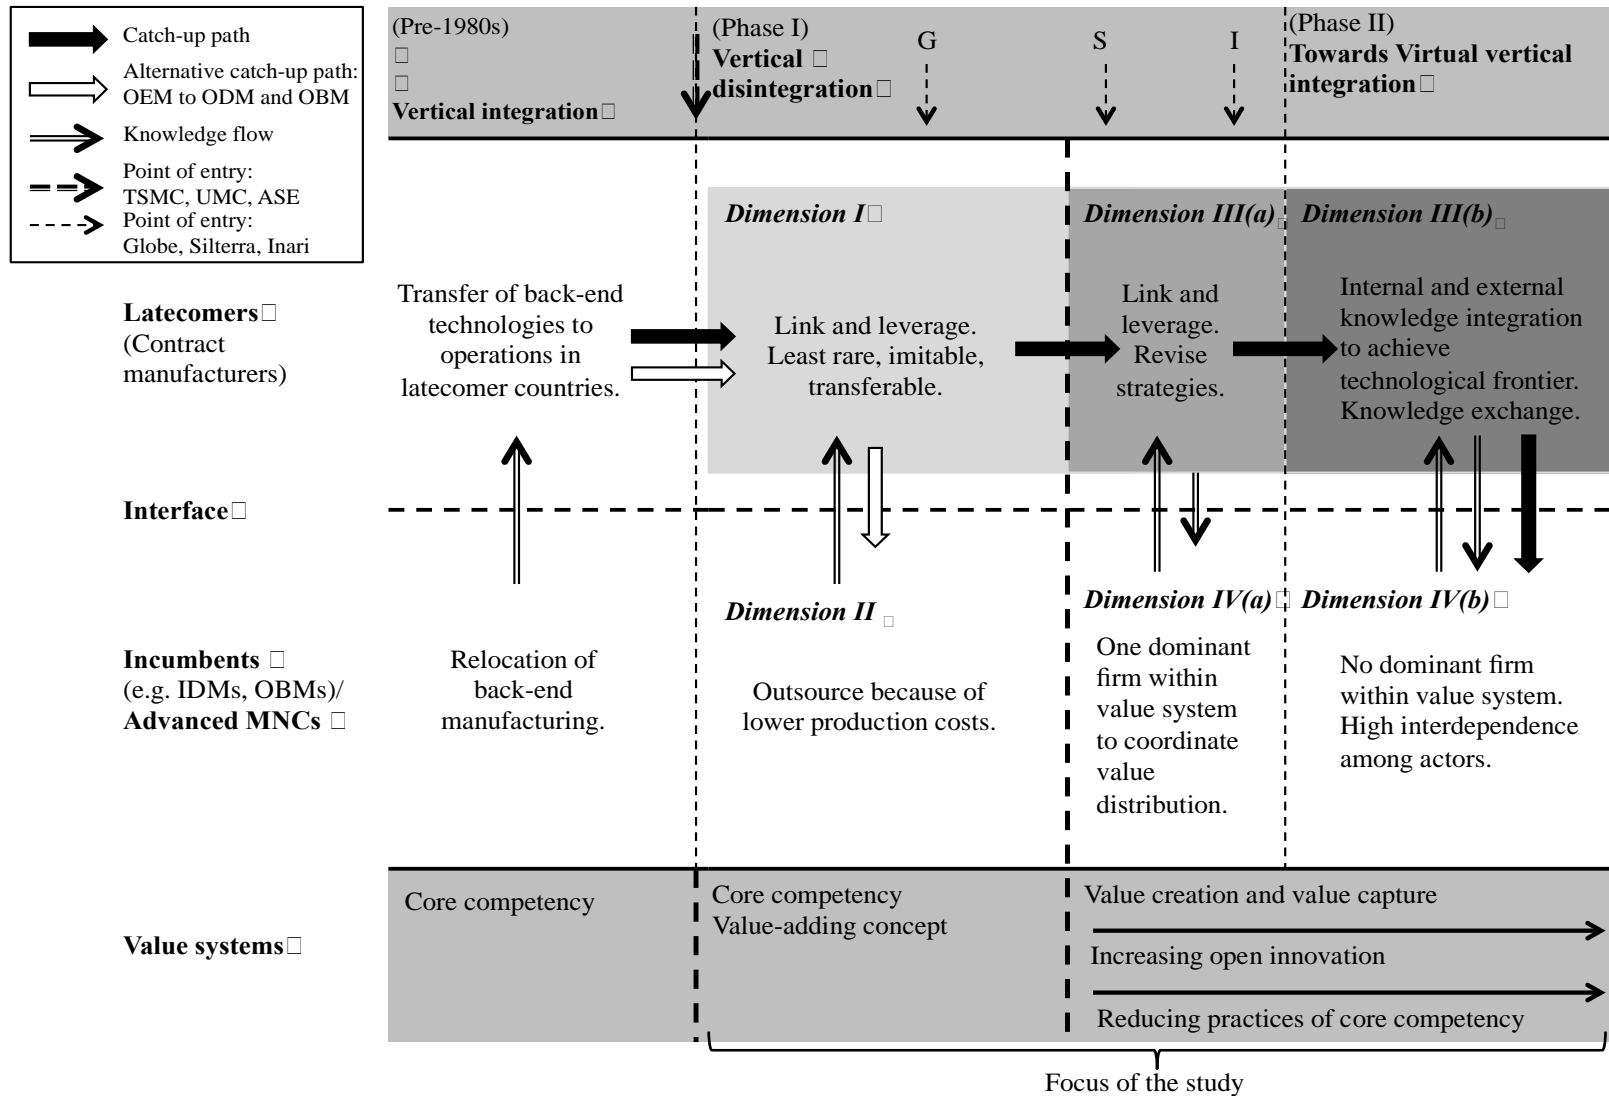 Catch-up path
Alternative catch-up path:
OEM to ODM and OBM
Knowledge flow
Point of entry:
TSMC, UMC, ASE
Point of entry:
Globe, Silterra, Inari
(Pre-1980s)
Vertical integration
(Phase I)
Vertical
disintegration
G
S
I
(Phase II)
Towards Virtual vertical
integration
Latecomers
(Contract
manufacturers)
Transfer of back-end
technologies to
operations in
latecomer countries.
Dimension I
Link and leverage.
Least rare, imitable,
transferable.
Dimension III(a)
Link and
leverage.
Revise
strategies.
Dimension III(b)
Internal and external
knowledge integration
to achieve
technological frontier.
Knowledge exchange.
Interface
Incumbents
(e.g. IDMs, OBMs)/
Advanced MNCs
Relocation of
back-end
manufacturing.
Dimension II
Outsource because of
lower production costs.
Dimension IV(a)
One dominant
firm within
value system
to coordinate
value
distribution.
Dimension IV(b)
No dominant firm
within value system.
High interdependence
among actors.
Value systems
Core competency
Core competency
Value-adding concept
Value creation and value capture
Increasing open innovation
Reducing practices of core competency
Focus of the study